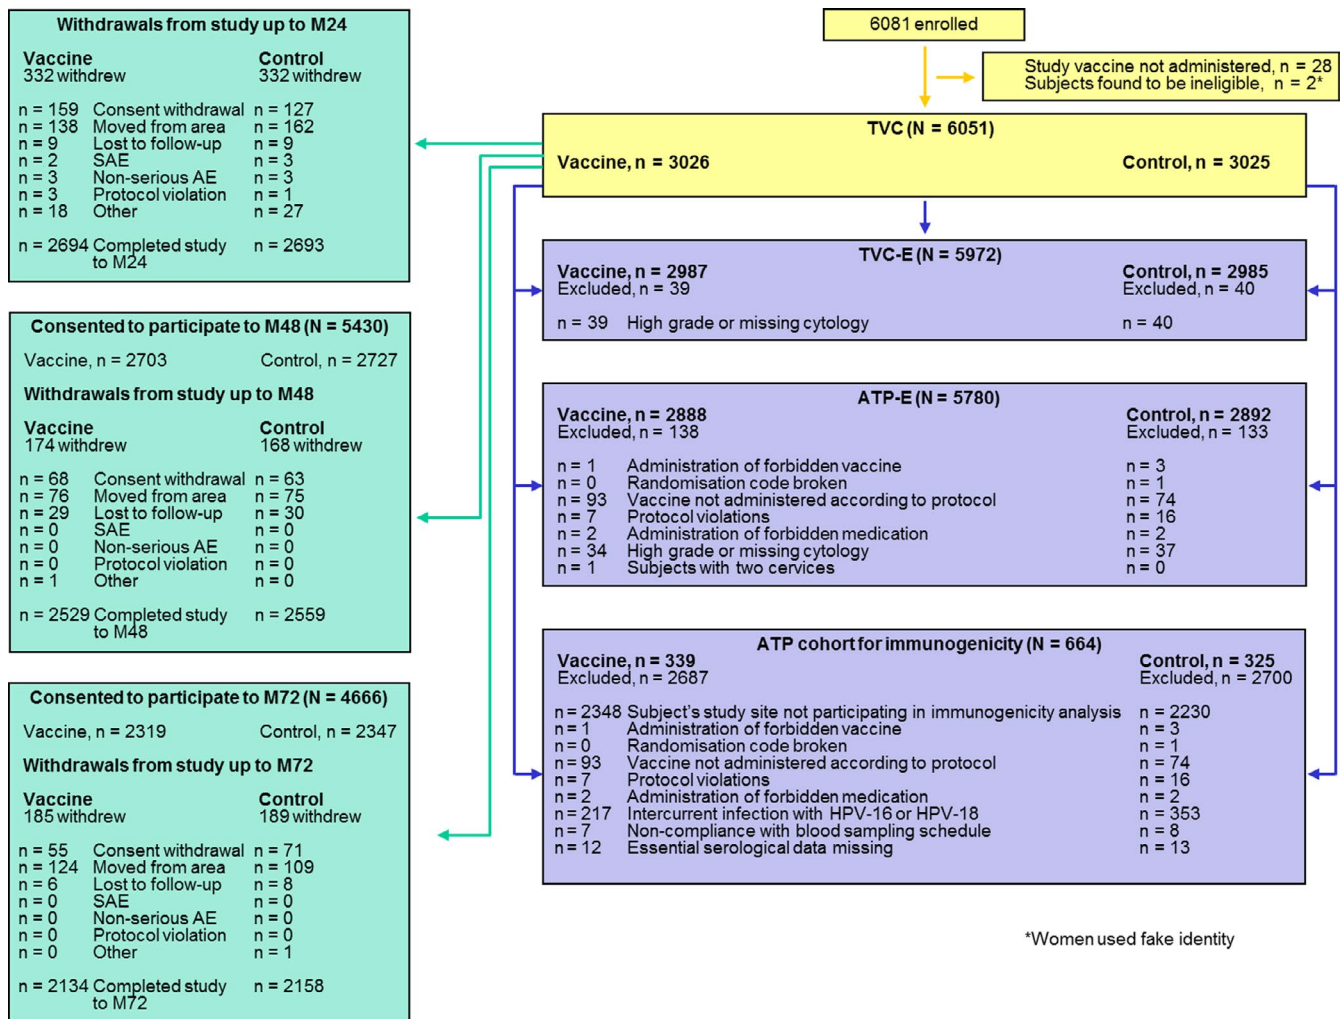 Withdrawals from study up to M24
Vaccine Control
332 withdrew 332 withdrew
n = 159 Consent withdrawal n = 127
n = 138 Moved from area n = 162
n = 9 Lost to follow-up n = 9
n = 2 SAE n = 3
n = 3 Non-serious AE n = 3
n = 3 Protocol violation n = 1
n = 18 Other n = 27
n = 2694 Completed study n = 2693
to M24
Consented to participate to M48 (N = 5430)
Vaccine, n = 2703 Control, n = 2727
Withdrawals from study up to M48
Vaccine Control
174 withdrew 168 withdrew
n = 68 Consent withdrawal n = 63
n = 76 Moved from area n = 75
n = 29 Lost to follow-up n = 30
n = 0 SAE n = 0
n = 0 Non-serious AE n = 0
n = 0 Protocol violation n = 0
n = 1 Other n = 0
n = 2529 Completed study n = 2559
to M48
Consented to participate to M72 (N = 4666)
Vaccine, n = 2319 Control, n = 2347
Withdrawals from study up to M72
Vaccine Control
185 withdrew 189 withdrew
n = 55 Consent withdrawal n = 71
n = 124 Moved from area n = 109
n = 6 Lost to follow-up n = 8
n = 0 SAE n = 0
n = 0 Non-serious AE n = 0
n = 0 Protocol violation n = 0
n = 0 Other n = 1
n = 2134 Completed study n = 2158
to M72
6081 enrolled
Study vaccine not administered, n = 28
Subjects found to be ineligible, n = 2*
TVC (N = 6051)
Vaccine, n = 3026 Control, n = 3025
TVC-E (N = 5972)
Vaccine, n = 2987 Control, n = 2985
Excluded, n = 39 Excluded, n = 40
n = 39 High grade or missing cytology n = 40
ATP-E (N = 5780)
Vaccine, n = 2888 Control, n = 2892
Excluded, n = 138 Excluded, n = 133
n = 1 Administration of forbidden vaccine n = 3
n = 0 Randomisation code broken n = 1
n = 93 Vaccine not administered according to protocol n = 74
n = 7 Protocol violations n = 16
n = 2 Administration of forbidden medication n = 2
n = 34 High grade or missing cytology n = 37
n = 1 Subjects with two cervices n = 0
ATP cohort for immunogenicity (N = 664)
Vaccine, n = 339 Control, n = 325
Excluded, n = 2687 Excluded, n = 2700
n = 2348 Subject's study site not participating in immunogenicity analysis n = 2230
n = 1 Administration of forbidden vaccine n = 3
n = 0 Randomisation code broken n = 1
n = 93 Vaccine not administered according to protocol n = 74
n = 7 Protocol violations n = 16
n = 2 Administration of forbidden medication n = 2
n = 217 Intercurrent infection with HPV-16 or HPV-18 n = 353
n = 7 Non-compliance with blood sampling schedule n = 8
n = 12 Essential serological data missing n = 13
*Women used fake identity